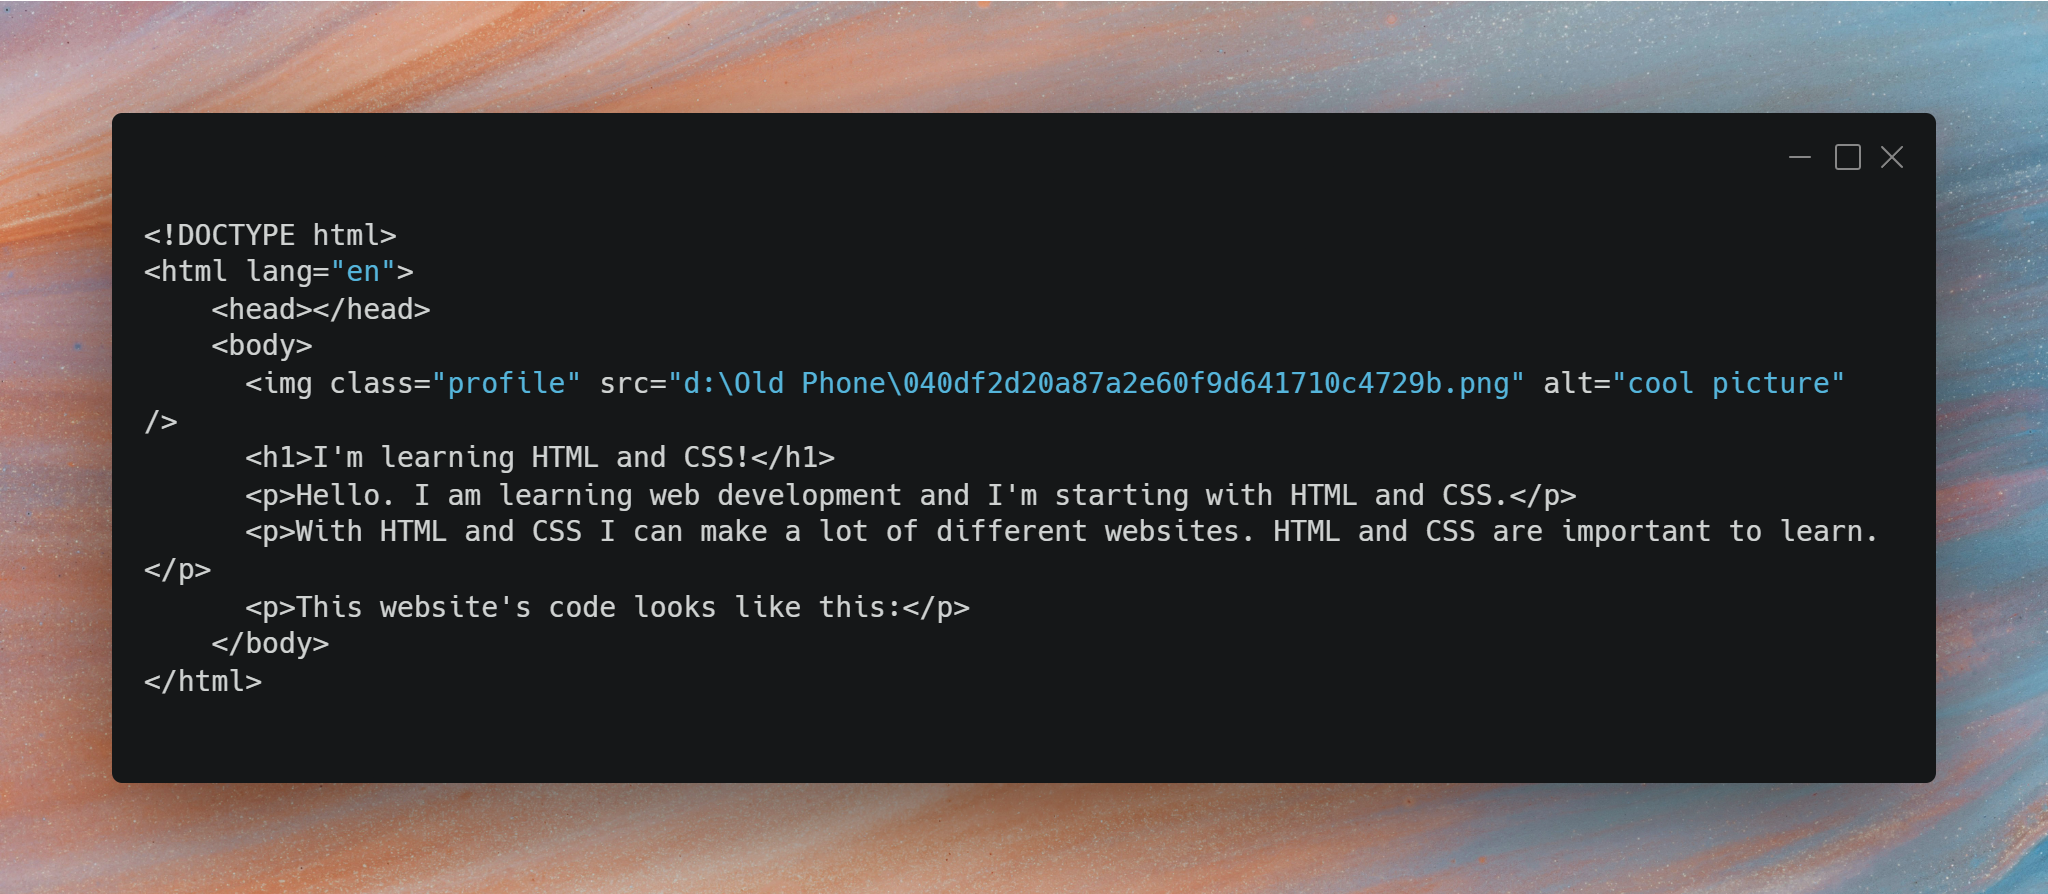 <!DOCTYPE html>
<html lang="en">
    <head></head>
    <body>
      <img class="profile" src="d:\Old Phone\040df2d20a87a2e60f9d641710c4729b.png" alt="cool picture"
/>
      <h1>I'm learning HTML and CSS!</h1>
      <p>Hello. I am learning web development and I'm starting with HTML and CSS.</p>
      <p>With HTML and CSS I can make a lot of different websites. HTML and CSS are important to learn.
</p>
      <p>This website's code looks like this:</p>
    </body>
</html>